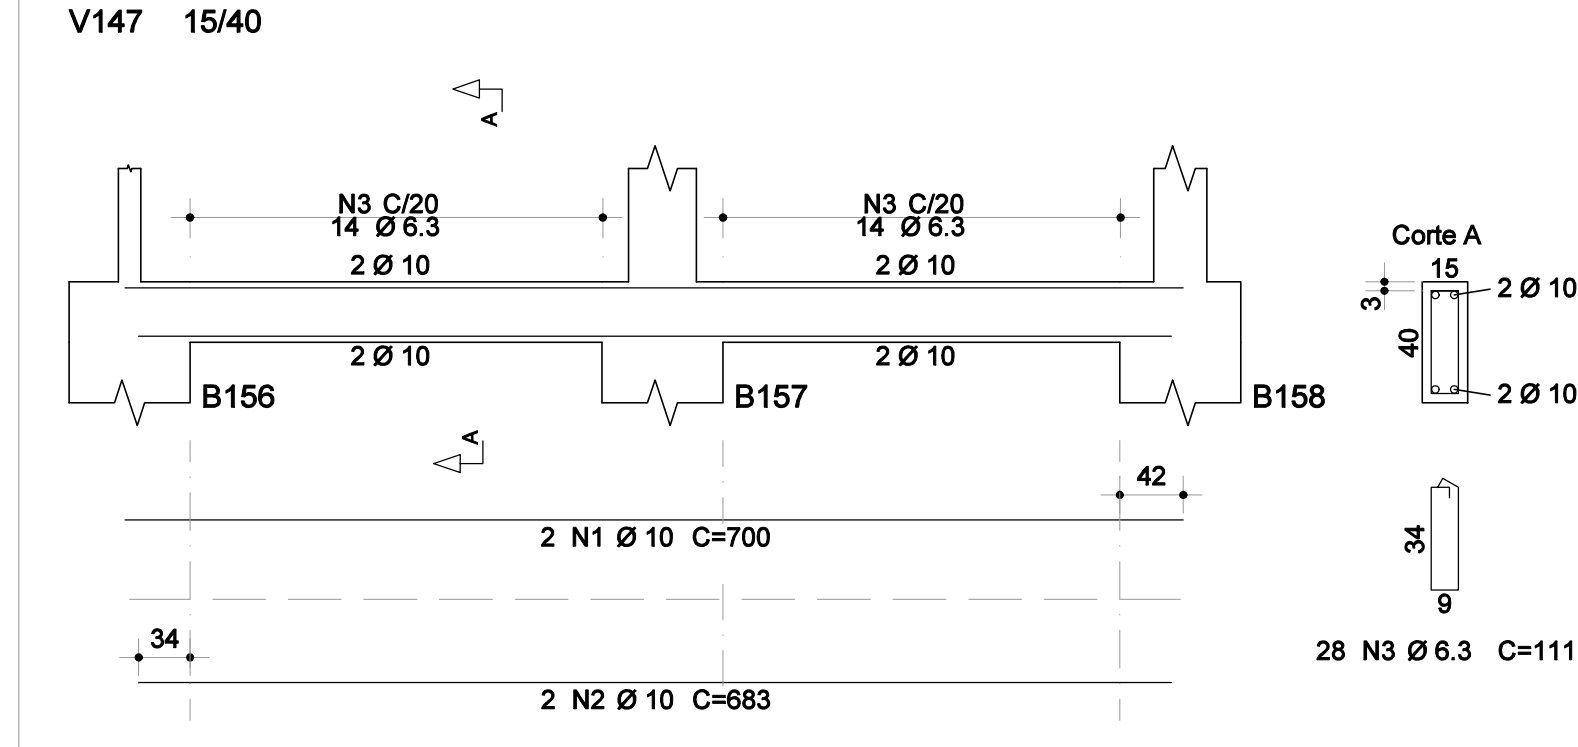 V147 15/40
A
N3 C/20
14 Ø 6.3
2 Ø 10
N3 C/20
14 Ø 6.3
2 Ø 10
Corte A
15
2 Ø 10
3
40
2 Ø 10
2 Ø 10
2 Ø 10
B156
B157
B158
A
42
2 N1 Ø 10 C=700
34
9
28 N3 Ø 6.3 C=111
34
2 N2 Ø 10 C=683